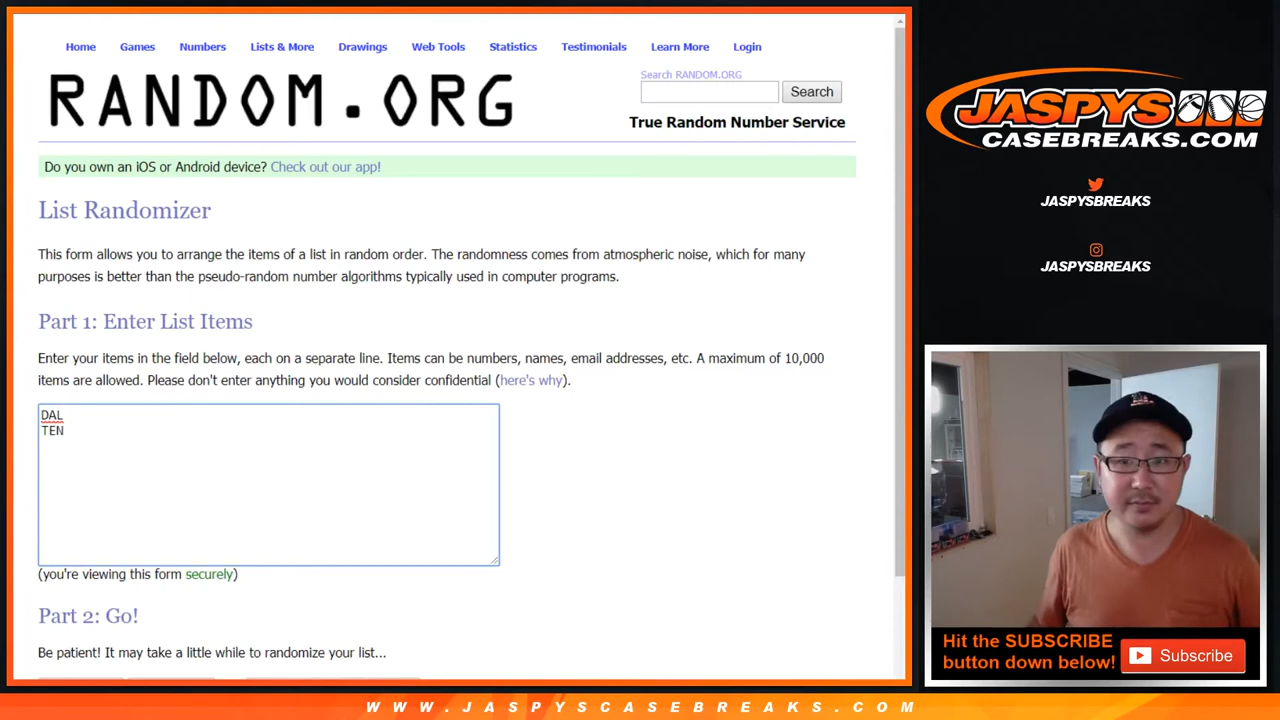 Home Games Numbers Lists & More Drawings Web Tools Statistics Testimonials Learn More Login
RANDOM.ORG
Search RANDOM.ORG
Search
True Random Number Service
Do you own an iOS or Android device? Check out our app!
List Randomizer
This form allows you to arrange the items of a list in random order. The randomness comes from atmospheric noise, which for many
purposes is better than the pseudo-random number algorithms typically used in computer programs.
Part 1: Enter List Items
Enter your items in the field below, each on a separate line. Items can be numbers, names, email addresses, etc. A maximum of 10,000
items are allowed. Please don't enter anything you would consider confidential (here's why).
DAL
TEN
(you're viewing this form securely)
Part 2: Go!
Be patient! It may take a little while to randomize your list...
JASPYS
CASEBREAKS.COM
JASPYSBREAKS
JASPYSBREAKS
Hit the SUBSCRIBE
button down below!
Subscribe
WWW.JASPYSCASEBREAKS.COM